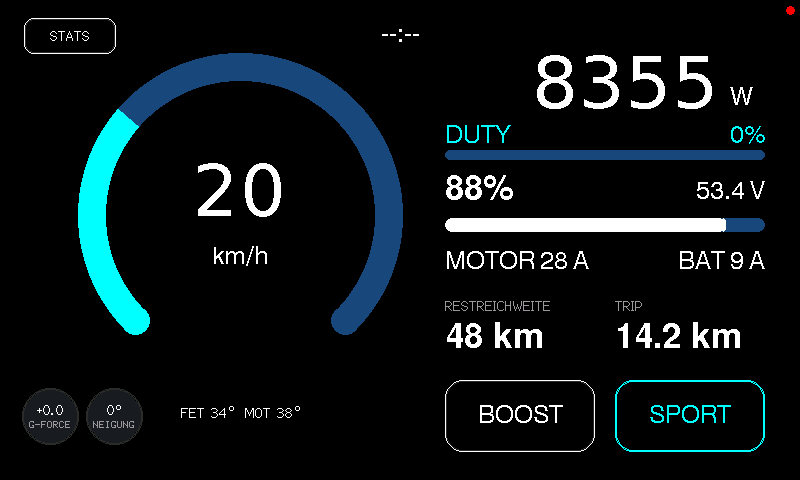 STATS
--:--
8355 W
DUTY 0%
88% 53.4 V
20
km/h
MOTOR 28 A BAT 9 A
RESTREICHWEITE TRIP
48 km 14.2 km
+0.0
G-FORCE
0°
NEIGUNG
FET 34° MOT 38°
BOOST SPORT